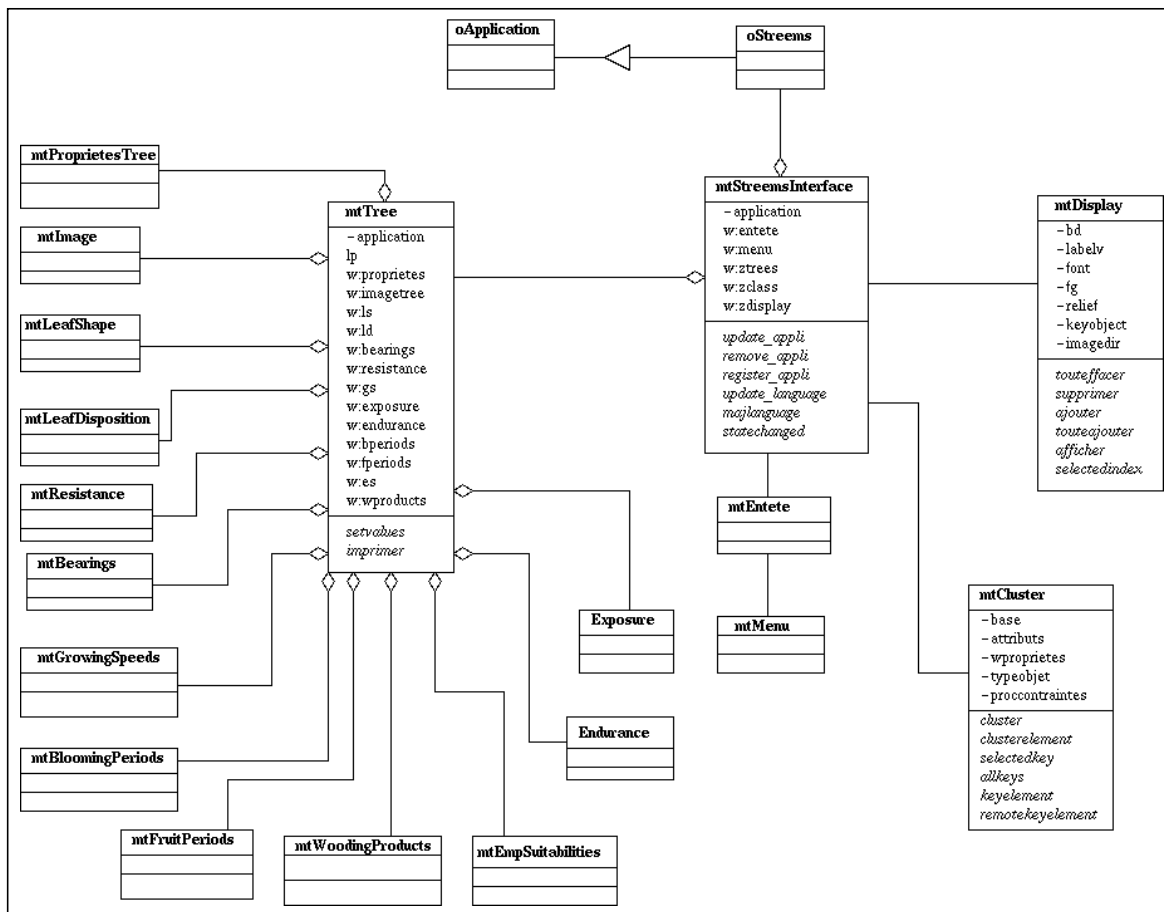 oApplication
oStreems
mtProprietesTree
mtImage
mtLeafShape
mtLeafDisposition
mtResistance
mtBearings
mtGrowingSpeeds
mtBloomingPeriods
mtFruitPeriods
mtWoodingProducts
mtEmpSuitabilities
mtTree
- application
lp
w:proprietes
w:imagetree
w:ls
w:ld
w:bearings
w:resistance
w:gs
w:exposure
w:endurance
w:bperiods
w:fperiods
w:es
w:wproducts
setvalues
imprimer
Exposure
Endurance
mtStreemsInterface
- application
w:entete
w:menu
w:ztrees
w:zclass
w:zdisplay
update_appli
remove_appli
register_appli
update_language
majlanguage
statechanged
mtEntete
mtMenu
mtDisplay
- bd
- labelv
- font
- fg
- relief
- keyobject
- imagedir
touteffacer
supprimer
ajouter
touteajouter
afficher
selectedindex
mtCluster
- base
- attributs
- wproprietes
- typeobjet
- proccontraintes
cluster
clusterelement
selectedkey
allkeys
keyelement
remotekeyelement